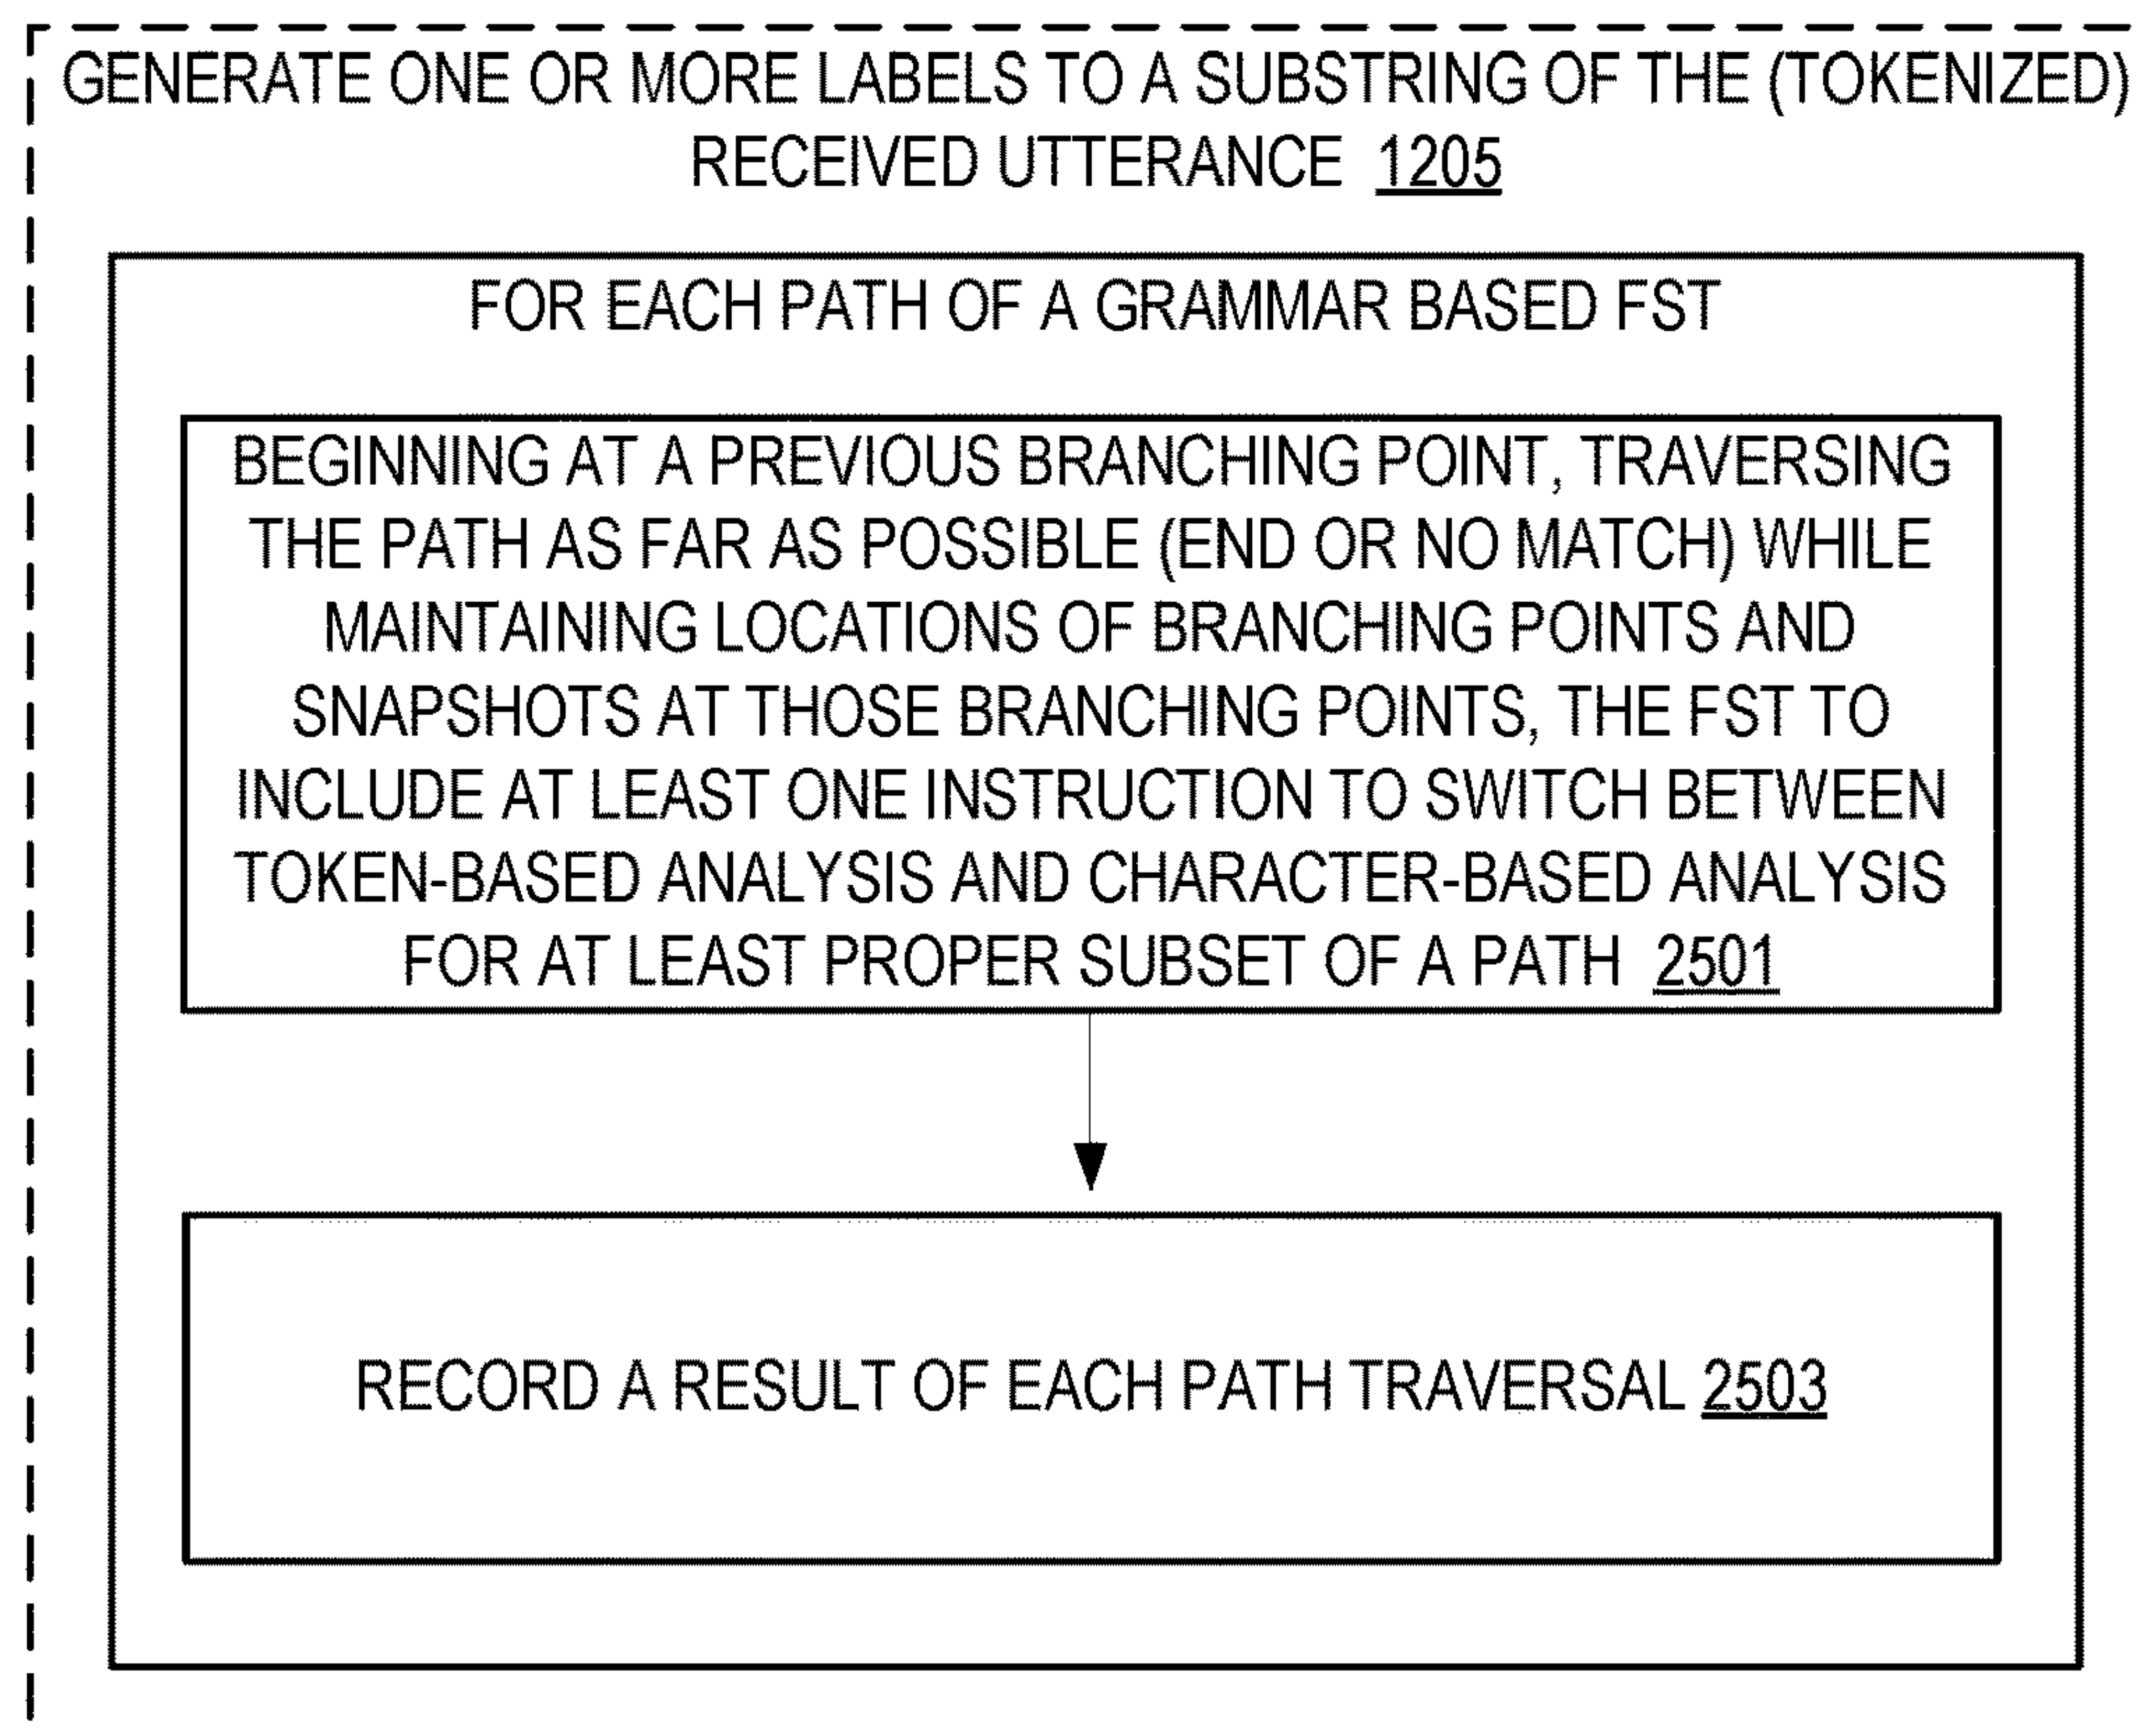 GENERATE ONE OR MORE LABELS TO A SUBSTRING OF THE (TOKENIZED)
RECEIVED UTTERANCE 1205
FOR EACH PATH OF A GRAMMAR BASED FST
BEGINNING AT A PREVIOUS BRANCHING POINT, TRAVERSING
THE PATH AS FAR AS POSSIBLE (END OR NO MATCH) WHILE
MAINTAINING LOCATIONS OF BRANCHING POINTS AND
SNAPSHOTS AT THOSE BRANCHING POINTS, THE FST TO
INCLUDE AT LEAST ONE INSTRUCTION TO SWITCH BETWEEN
TOKEN-BASED ANALYSIS AND CHARACTER-BASED ANALYSIS
FOR AT LEAST PROPER SUBSET OF A PATH 2501
RECORD A RESULT OF EACH PATH TRAVERSAL 2503